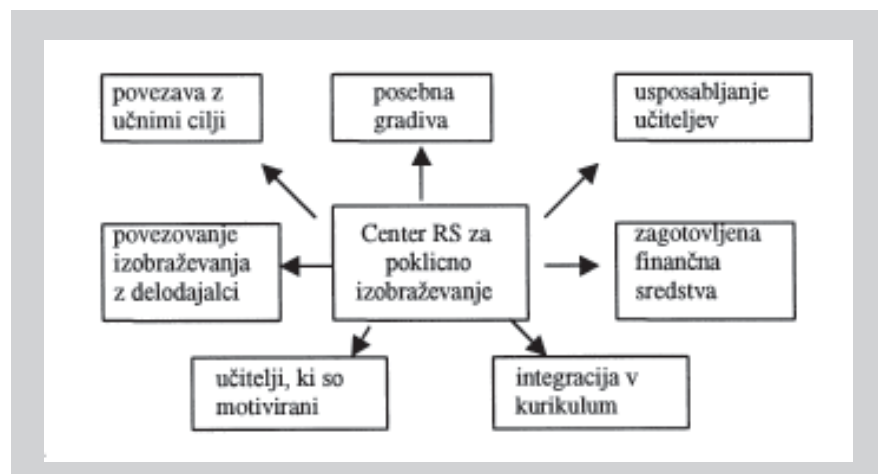 povezava z
učnimi cilji
posebna
gradiva
usposabljanje
učiteljev
povezovanje
izobraževanja
z delodajalci
Center RS za
poklicno
izobraževanje
zagotovljena
finančna
sredstva
učitelji, ki so
motivirani
integracija v
kurikulum